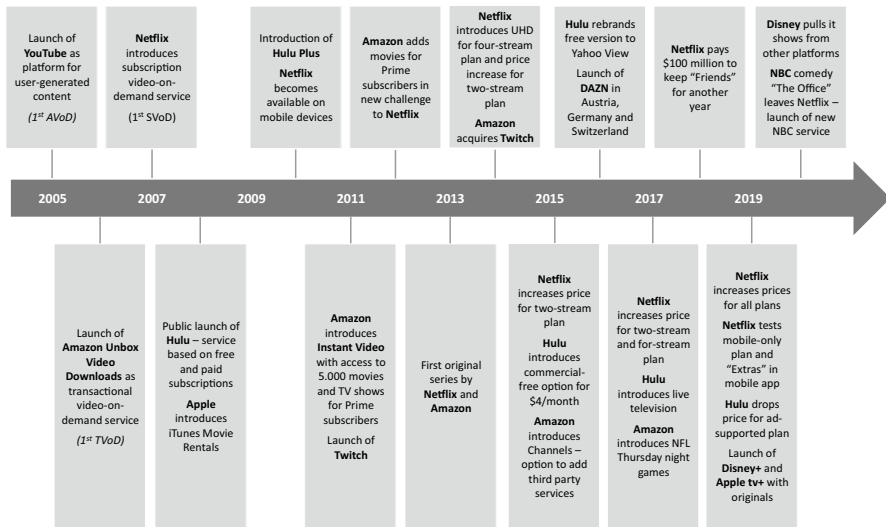 Launch of
YouTube as
platform for
user-generated
content
(1st AVoD)
Netflix
introduces
subscription
video-on-
demand service
(1st SVoD)
Introduction of
Hulu Plus
Netflix
becomes
available on
mobile devices
Amazon adds
movies for
Prime
subscribers in
new challenge
to Netflix
Netflix
introduces UHD
for four-stream
plan and price
increase for
two-stream
plan
Amazon
acquires Twitch
Hulu rebrands
free version to
Yahoo View
Launch of
DAZN in
Austria,
Germany and
Switzerland
Netflix pays
$100 million to
keep “Friends”
for another
year
Disney pulls it
shows from
other platforms
NBC comedy
“The Office”
leaves Netflix –
launch of new
NBC service
2005 2007 2009 2011 2013 2015 2017 2019
Launch of
Amazon Unbox
Video
Downloads as
transactional
video-on-
demand service
(1st TVoD)
Public launch of
Hulu – service
based on free
and paid
subscriptions
Apple
introduces
iTunes Movie
Rentals
Amazon
introduces
Instant Video
with access to
5.000 movies
and TV shows
for Prime
subscribers
Launch of
Twitch
First original
series by
Netflix and
Amazon
Netflix
increases price
for two-stream
plan
Hulu
introduces
commercial-
free option for
$4/month
Amazon
introduces
Channels –
option to add
third party
services
Netflix
increases price
for two-stream
and for-stream
plan
Hulu
introduces live
television
Amazon
introduces NFL
Thursday night
games
Netflix
increases prices
for all plans
Netflix tests
mobile-only
plan and
“Extras” in
mobile app
Hulu drops
price for ad-
supported plan
Launch of
Disney+ and
Apple tv+ with
originals